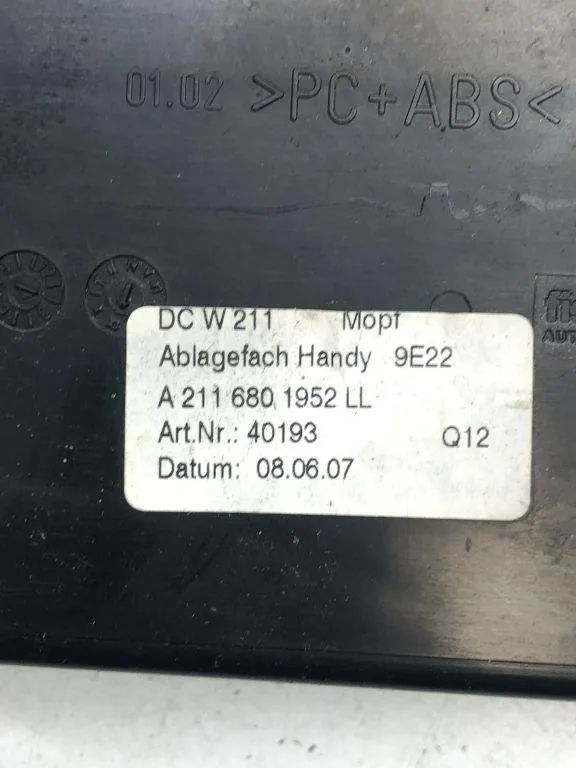 01.02 >PC+ABS<
DC W 211 Mopf
Ablagefach Handy 9E22
A 211 680 1952 LL
Art.Nr.: 40193 Q12
Datum: 08.06.07